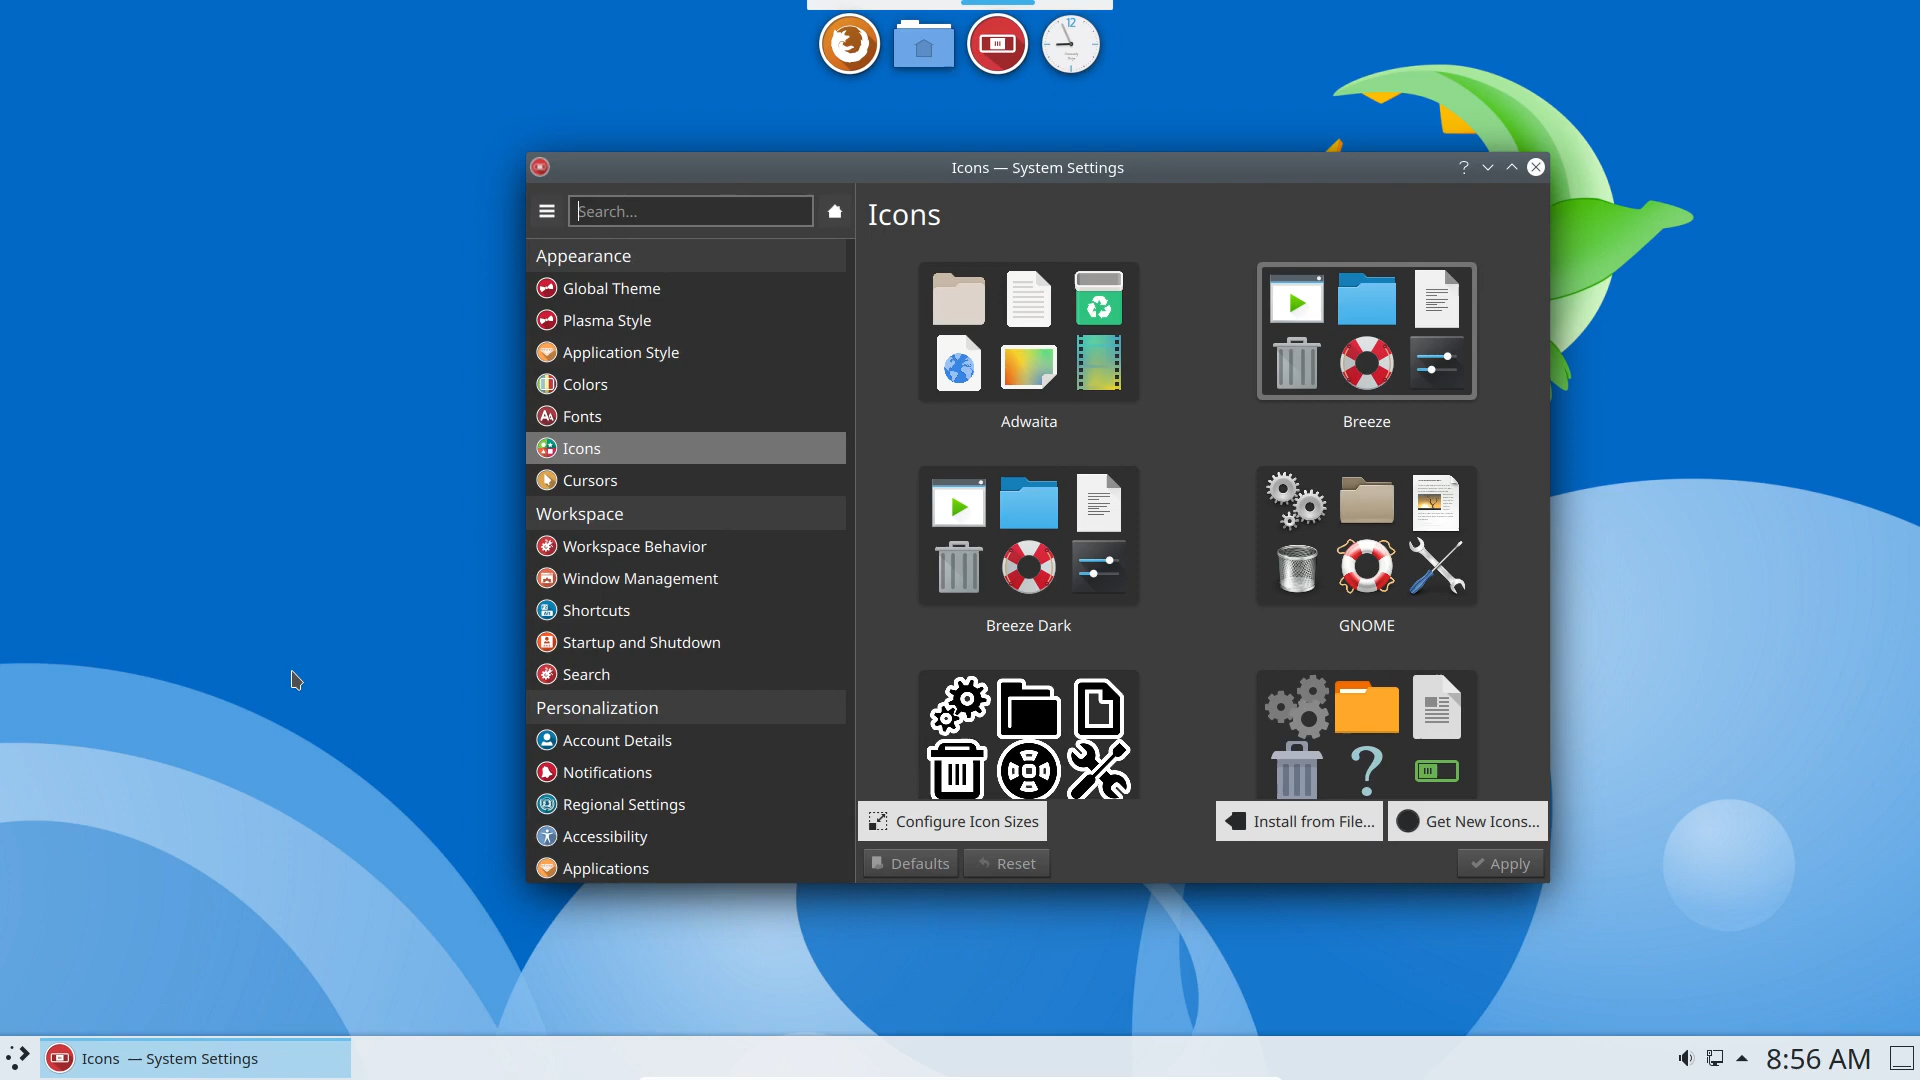 12
Icons — System Settings
?
Search...
Icons
Appearance
Global Theme
Plasma Style
Application Style
Colors
Fonts
Icons
Cursors
Workspace
Workspace Behavior
Window Management
Shortcuts
Startup and Shutdown
Search
Personalization
Account Details
Notifications
Regional Settings
Accessibility
Applications
Adwaita
Breeze
Breeze Dark
GNOME
?
Configure Icon Sizes
Install from File...
Get New Icons...
Defaults
Reset
Apply
Icons — System Settings
8:56 AM